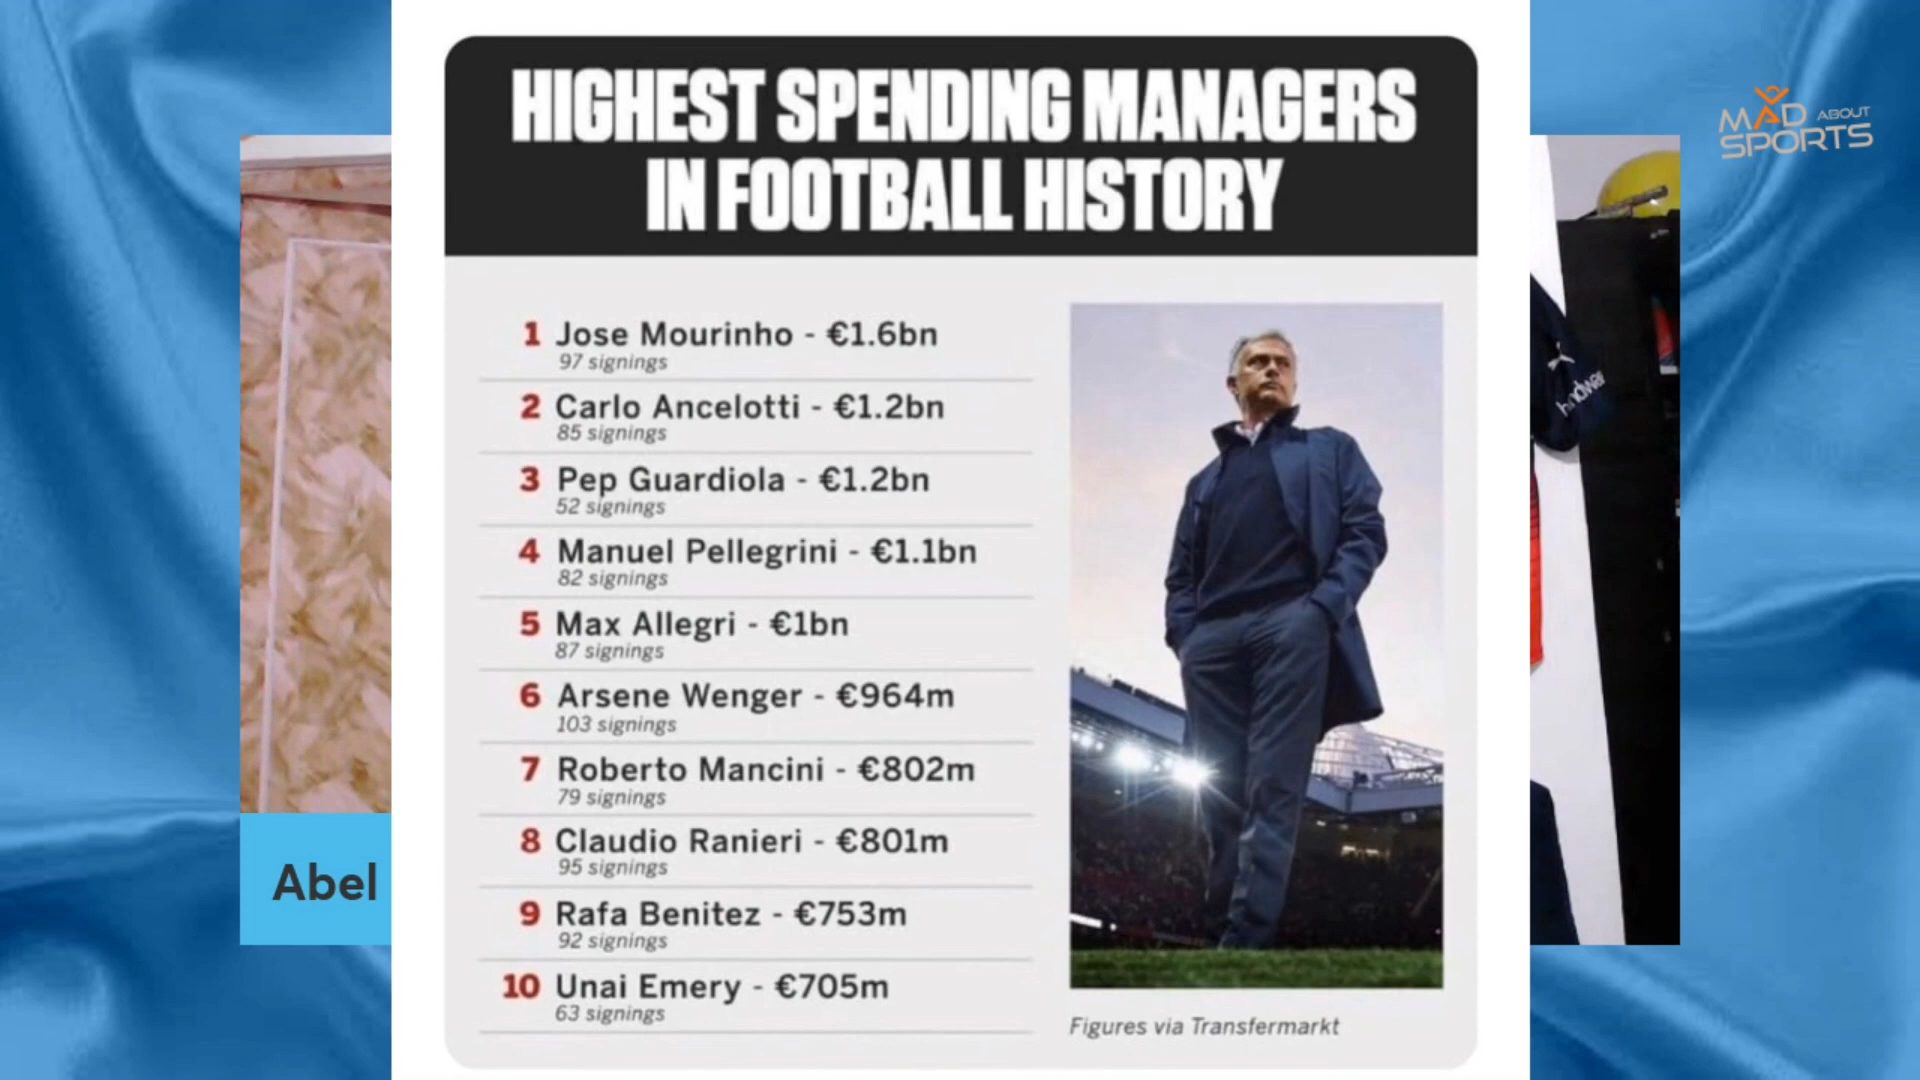 HIGHEST SPENDING MANAGERS
IN FOOTBALL HISTORY
MAD ABOUT
SPORTS
1 Jose Mourinho - €1.6bn
97 signings
2 Carlo Ancelotti - €1.2bn
85 signings
3 Pep Guardiola - €1.2bn
52 signings
4 Manuel Pellegrini - €1.1bn
82 signings
5 Max Allegri - €1bn
87 signings
6 Arsene Wenger - €964m
103 signings
7 Roberto Mancini - €802m
79 signings
8 Claudio Ranieri - €801m
95 signings
9 Rafa Benitez - €753m
92 signings
10 Unai Emery - €705m
63 signings
Figures via Transfermarkt
Abel